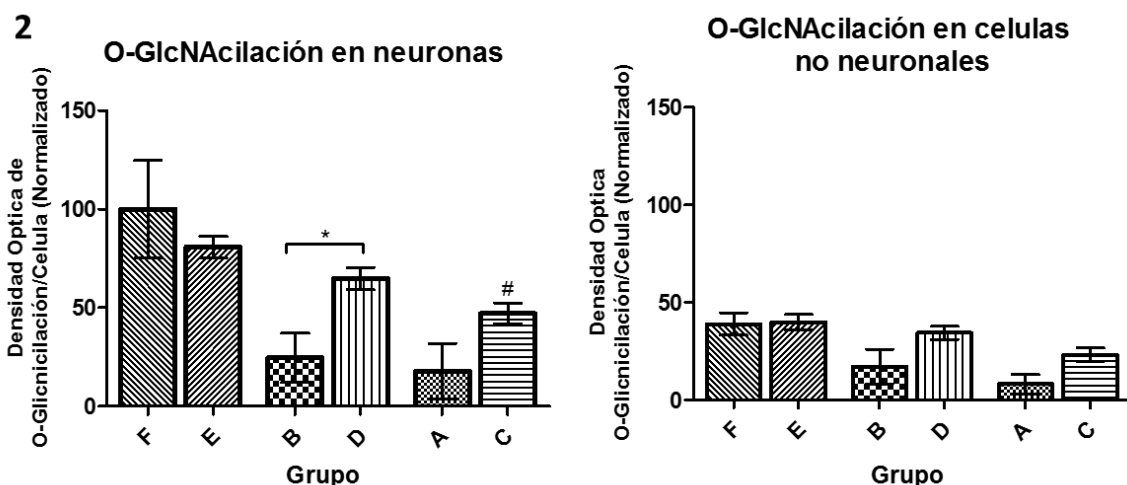 2
O-GlcNAcilación en neuronas
Densidad Optica de
O-Glicnicilación/Celula (Normalizado)
150
100
50
0
*
#
F
E
B
D
A
C
Grupo
O-GlcNAcilación en celulas
no neuronales
Densidad Optica
O-Glicnicilación/Celula (Normalizado)
150
100
50
0
F
E
B
D
A
C
Grupo